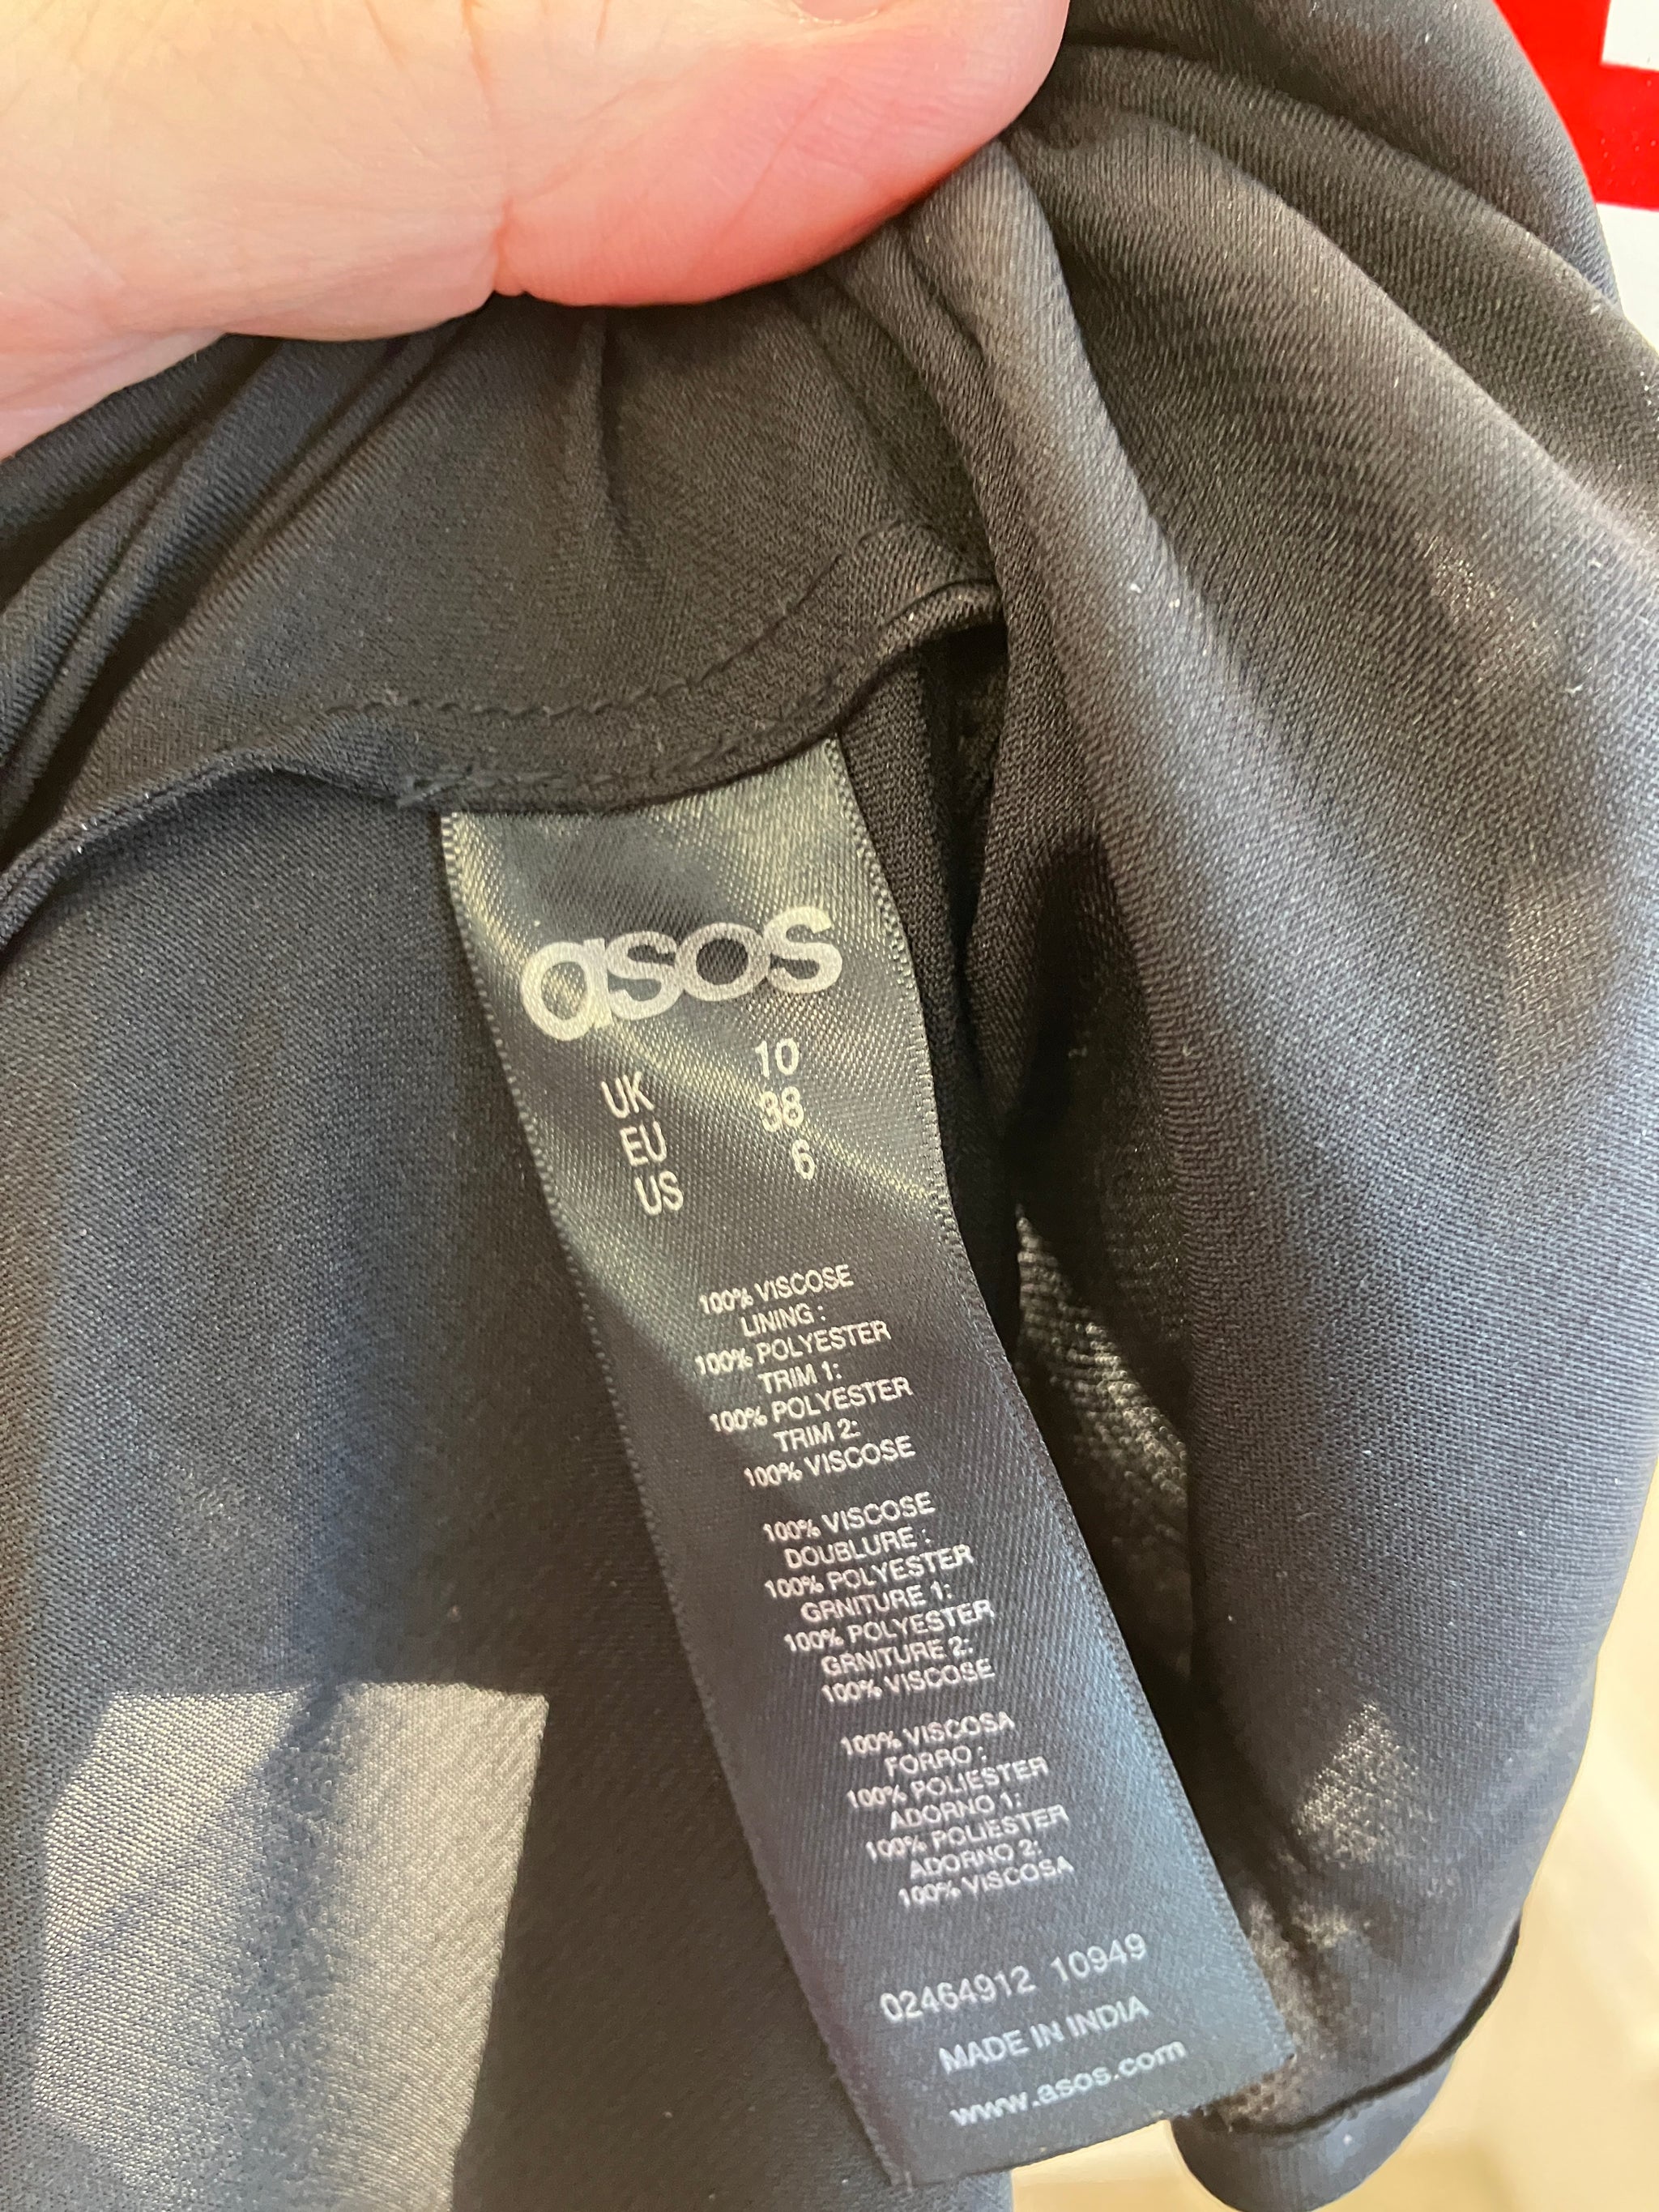 asos
UK 10
EU 38
US 6
100% VISCOSE
LINING :
100% POLYESTER
TRIM 1:
100% POLYESTER
TRIM 2:
100% VISCOSE
100% VISCOSE
DOUBLURE :
100% POLYESTER
GRNITURE 1:
100% POLYESTER
GRNITURE 2:
100% VISCOSE
100% VISCOSA
FORRO :
100% POLIESTER
ADORNO 1:
100% POLIESTER
ADORNO 2:
100% VISCOSA
02464912 10949
MADE IN INDIA
www.asos.com